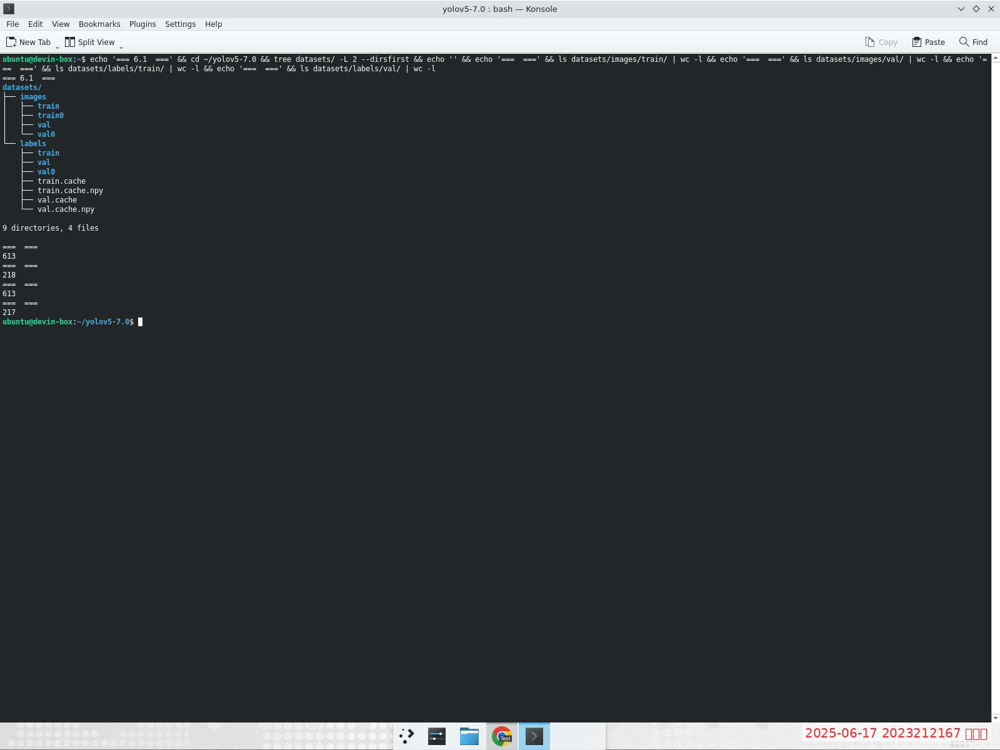 yolov5-7.0 : bash — Konsole
File Edit View Bookmarks Plugins Settings Help
New Tab Split View Copy Paste Find
ubuntu@devin-box:~$ echo '=== 6.1  ===' && cd ~/yolov5-7.0 && tree datasets/ -L 2 --dirsfirst && echo '' && echo '===  ===' && ls datasets/images/train/ | wc -l && echo '===  ===' && ls datasets/images/val/ | wc -l && echo '=
==  ===' && ls datasets/labels/train/ | wc -l && echo '===  ===' && ls datasets/labels/val/ | wc -l
=== 6.1  ===
datasets/
├── images
│   ├── train
│   ├── train0
│   ├── val
│   └── val0
└── labels
    ├── train
    ├── val
    ├── val0
    ├── train.cache
    ├── train.cache.npy
    ├── val.cache
    └── val.cache.npy
9 directories, 4 files
===  ===
613
===  ===
218
===  ===
613
===  ===
217
ubuntu@devin-box:~/yolov5-7.0$
Test
2025-06-17 2023212167